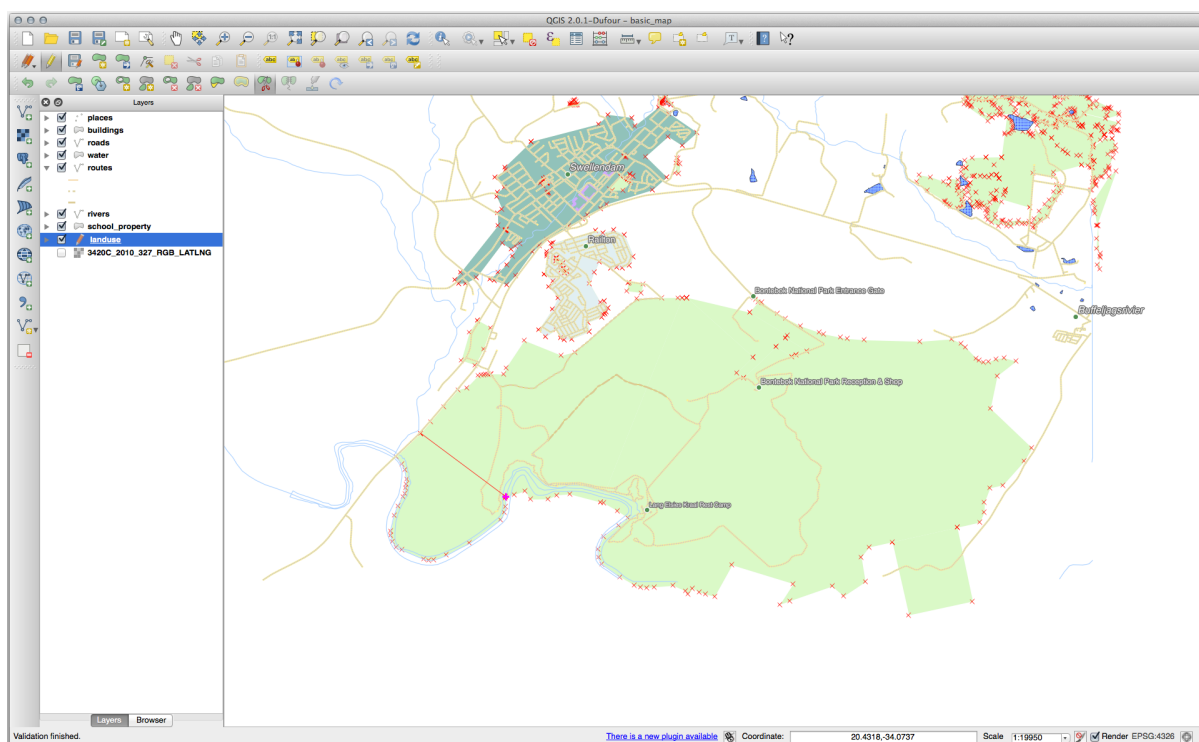 QGIS 2.0.1-Dufour – basic_map
abc
abc
Layers
places
buildings
roads
water
routes
rivers
school_property
landuse
3420C_2010_327_RGB_LATLNG
Swellendam
Railton
Bontebok National Park Entrance Gate
Buffeljagsrivier
Bontebok National Park Reception & Shop
Lang Elsies Kraal Rest Camp
Layers Browser
Validation finished. There is a new plugin available Coordinate: 20.4318,-34.0737 Scale 1:19950 Render EPSG:4326